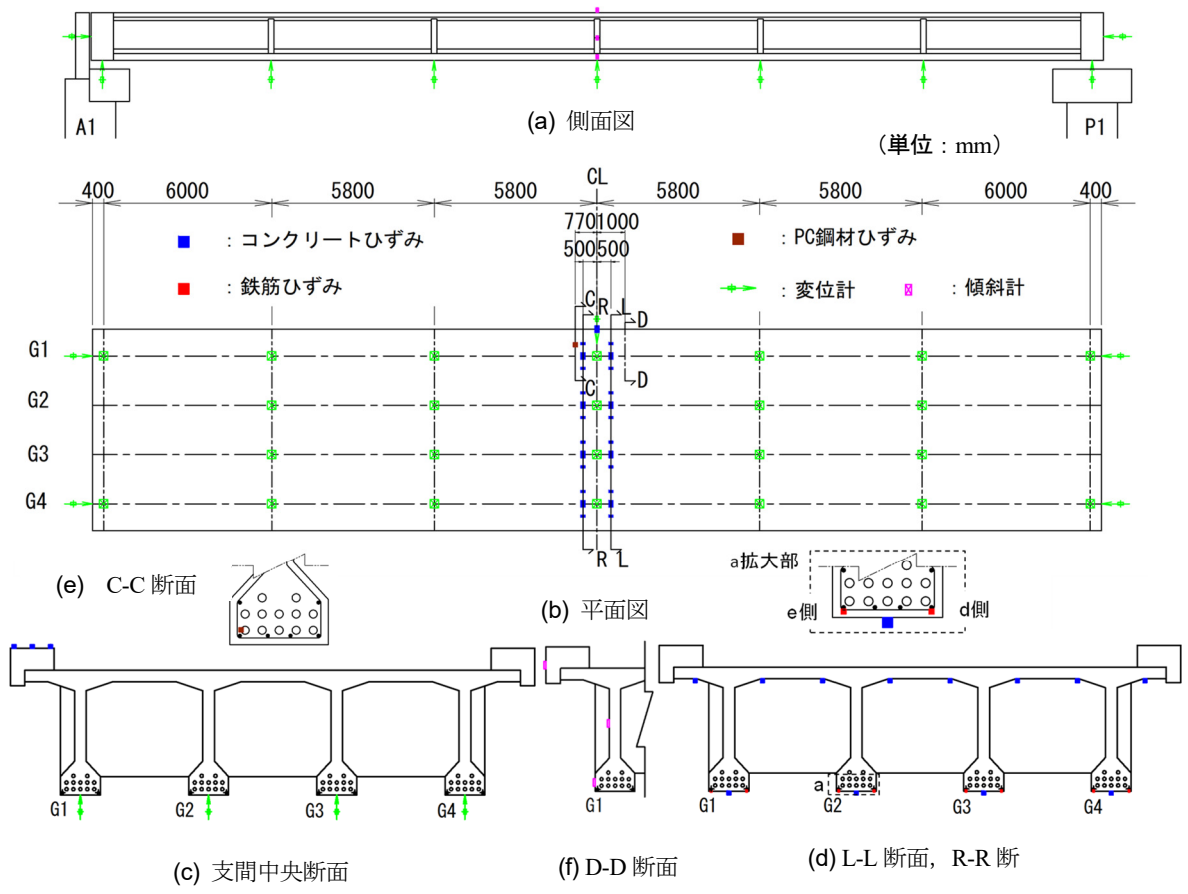 A1
P1
(a) 側面図
（単位：mm）
CL
400 6000 5800 5800 5800 5800 6000 400
770 1000
500 500
：コンクリートひずみ
：PC鋼材ひずみ
：鉄筋ひずみ
：変位計
：傾斜計
C R L D
G1
C D
G2
G3
G4
R L
(e) C-C 断面
(b) 平面図
a拡大部
e側
d側
a
G1 G2 G3 G4
G1
G1 G2 G3 G4
(c) 支間中央断面
(f) D-D 断面
(d) L-L 断面，R-R 断